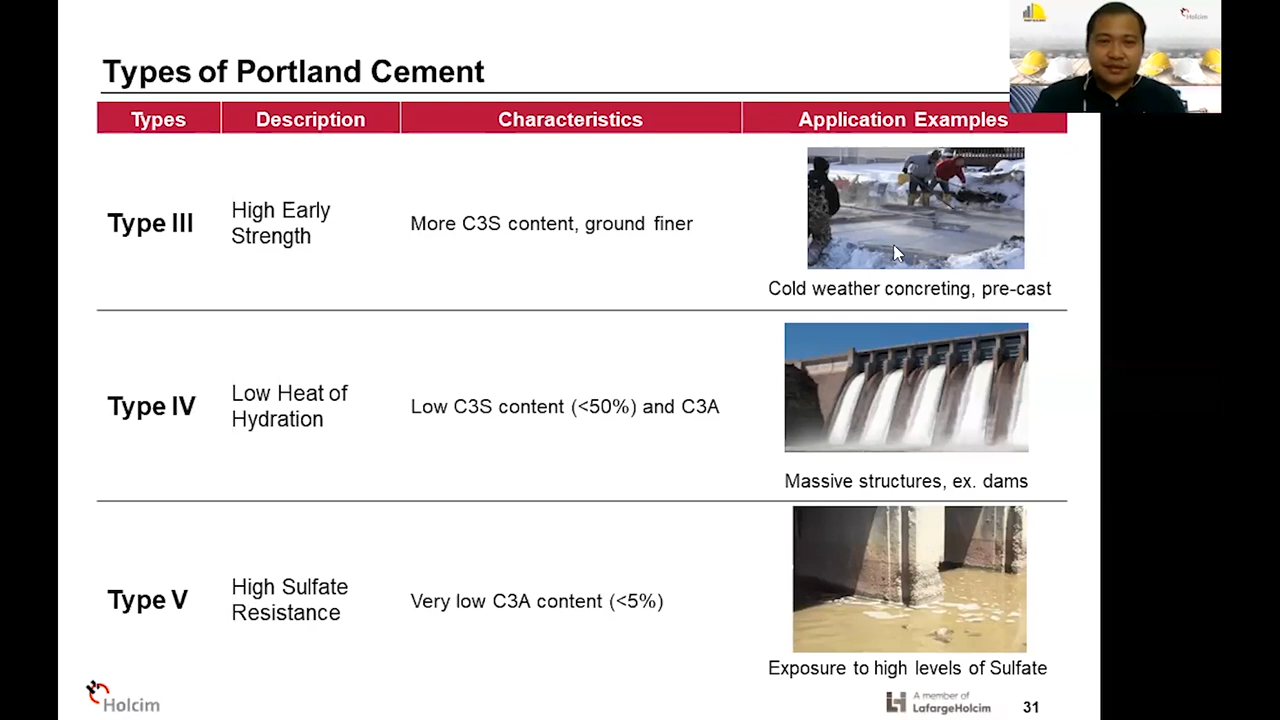 Types of Portland Cement
Types Description Characteristics Application Examples
Type III
High Early
Strength
More C3S content, ground finer
Cold weather concreting, pre-cast
Type IV
Low Heat of
Hydration
Low C3S content (<50%) and C3A
Massive structures, ex. dams
Type V
High Sulfate
Resistance
Very low C3A content (<5%)
Exposure to high levels of Sulfate
Holcim
A member of
LafargeHolcim
31
Holcim